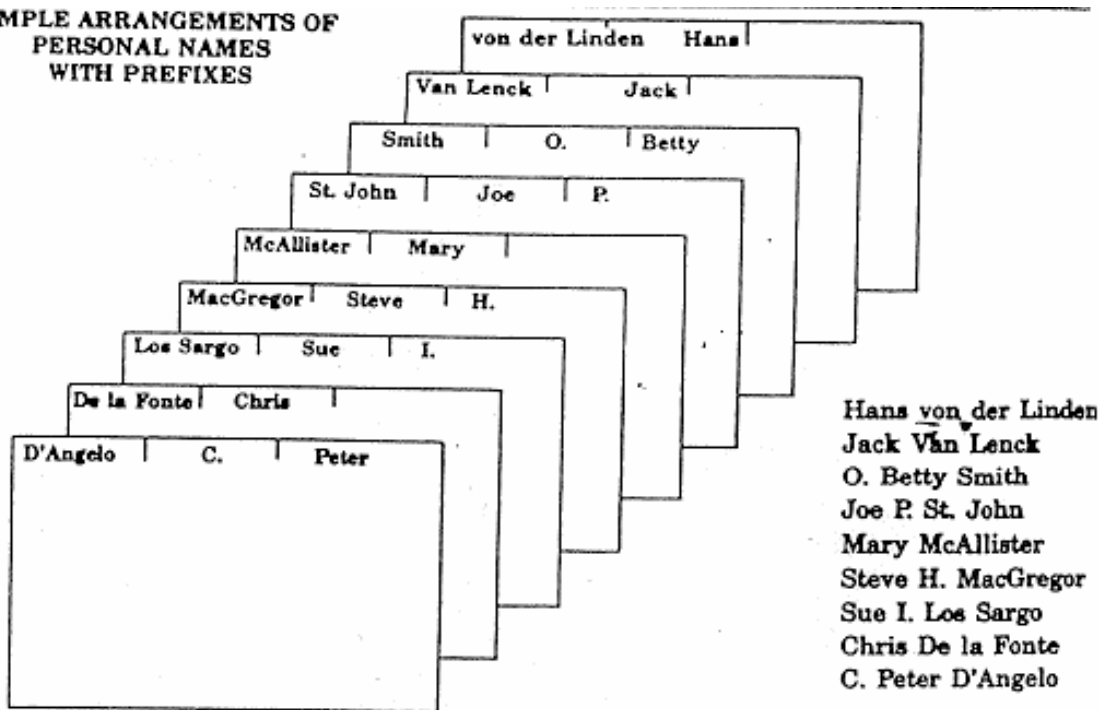 MPLE ARRANGEMENTS OF
PERSONAL NAMES
WITH PREFIXES
von der Linden Hans
Van Lenck Jack
Smith O. Betty
St. John Joe P.
McAllister Mary
MacGregor Steve H.
Los Sargo Sue I.
De la Fonte Chris
D'Angelo C. Peter
Hans von der Linden
Jack Van Lenck
O. Betty Smith
Joe P. St. John
Mary McAllister
Steve H. MacGregor
Sue I. Los Sargo
Chris De la Fonte
C. Peter D'Angelo